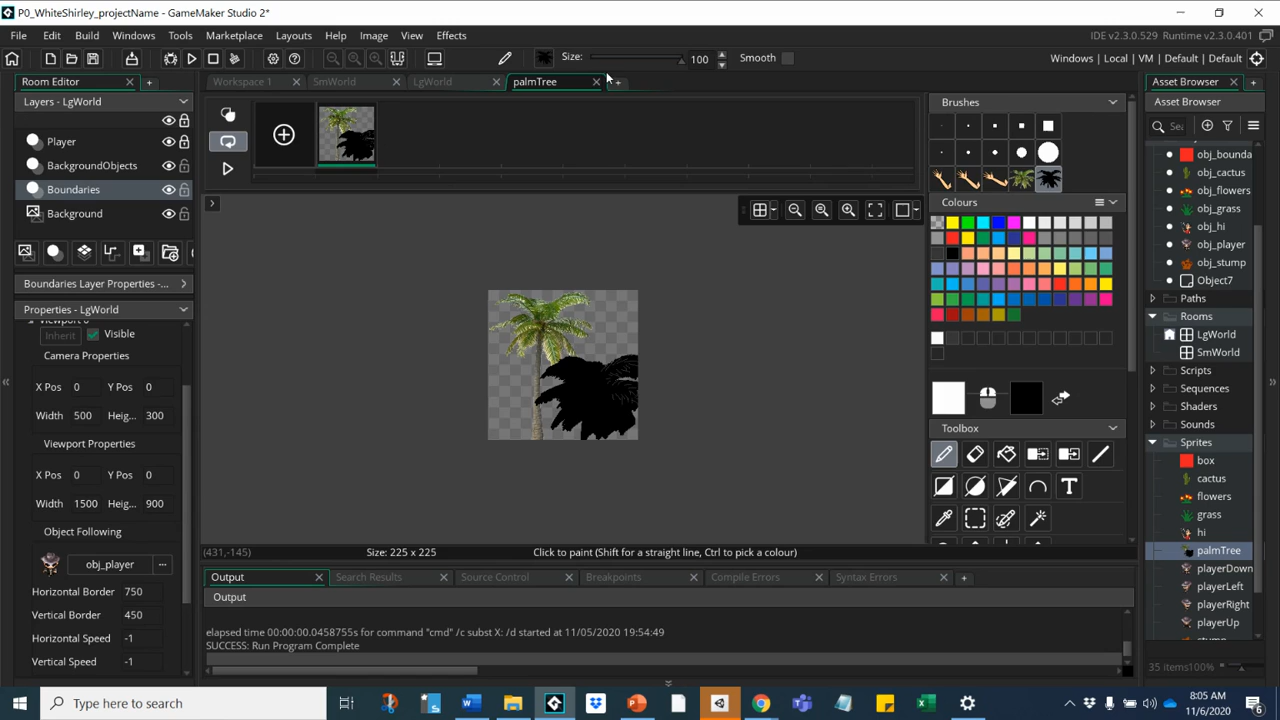 P0_WhiteShirley_projectName - GameMaker Studio 2*
File Edit Build Windows Tools Marketplace Help Image View Effects
IDE v2.3.0.529 Runtime v2.3.0.401
Size: 100 Smooth
Windows | Local | VM | Default | Default
Room Editor
Workspace 1 SmWorld LgWorld palmTree
Asset Browser
Layers - LgWorld
Player
BackgroundObjects
Boundaries
Background
Boundaries Layer Properties -...
Properties - LgWorld
Inherit Visible
Camera Properties
X Pos 0 Y Pos 0
Width 500 Heig... 300
Viewport Properties
X Pos 0 Y Pos 0
Width 1500 Heig... 900
Object Following
obj_player ...
Horizontal Border 750
Vertical Border 450
Horizontal Speed -1
Vertical Speed -1
(431,-145) Size: 225 x 225 Click to paint (Shift for a straight line, Ctrl to pick a colour)
Output Search Results Source Control Breakpoints Compile Errors Syntax Errors
Output
elapsed time 00:00:00.0458755s for command "cmd" /c subst X: /d started at 11/05/2020 19:54:49
SUCCESS: Run Program Complete
Brushes
Colours
Toolbox
T
Asset Browser
Sea
obj_bounda
obj_cactus
obj_flowers
obj_grass
obj_hi
obj_player
obj_stump
Object7
Paths
Rooms
LgWorld
SmWorld
Scripts
Sequences
Shaders
Sounds
Sprites
box
cactus
flowers
grass
hi
palmTree
playerDown
playerLeft
playerRight
playerUp
35 items 100%
Type here to search
8:05 AM
11/6/2020
6